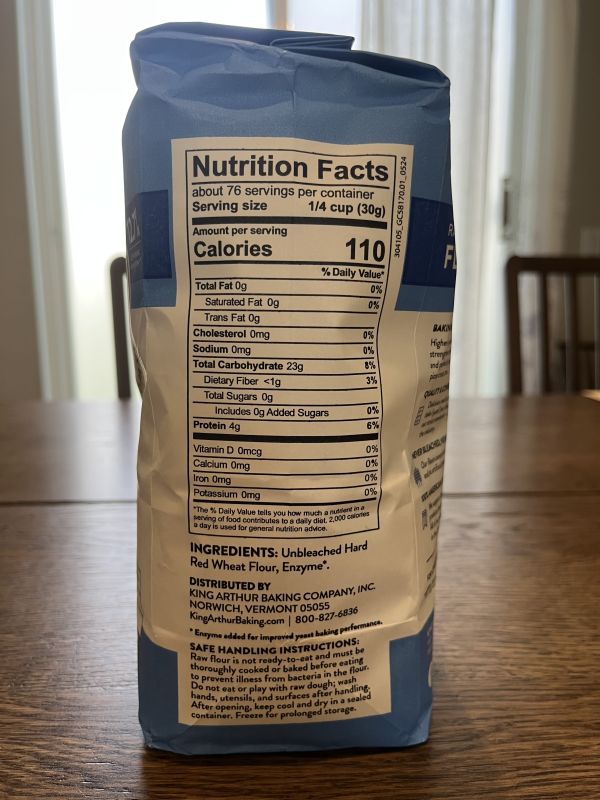 Nutrition Facts
about 76 servings per container
Serving size 1/4 cup (30g)
Amount per serving
Calories 110
% Daily Value*
Total Fat 0g 0%
Saturated Fat 0g 0%
Trans Fat 0g
Cholesterol 0mg 0%
Sodium 0mg 0%
Total Carbohydrate 23g 8%
Dietary Fiber <1g 3%
Total Sugars 0g
Includes 0g Added Sugars 0%
Protein 4g 6%
Vitamin D 0mcg 0%
Calcium 0mg 0%
Iron 0mg 0%
Potassium 0mg 0%
*The % Daily Value tells you how much a nutrient in a
serving of food contributes to a daily diet. 2,000 calories
a day is used for general nutrition advice.
304105_GCSB170.01_0524
INGREDIENTS: Unbleached Hard
Red Wheat Flour, Enzyme*.
DISTRIBUTED BY
KING ARTHUR BAKING COMPANY, INC.
NORWICH, VERMONT 05055
KingArthurBaking.com | 800-827-6836
* Enzyme added for improved yeast baking performance.
SAFE HANDLING INSTRUCTIONS:
Raw flour is not ready-to-eat and must be
thoroughly cooked or baked before eating
to prevent illness from bacteria in the flour.
Do not eat or play with raw dough; wash
hands, utensils, and surfaces after handling.
After opening, keep cool and dry in a sealed
container. Freeze for prolonged storage.